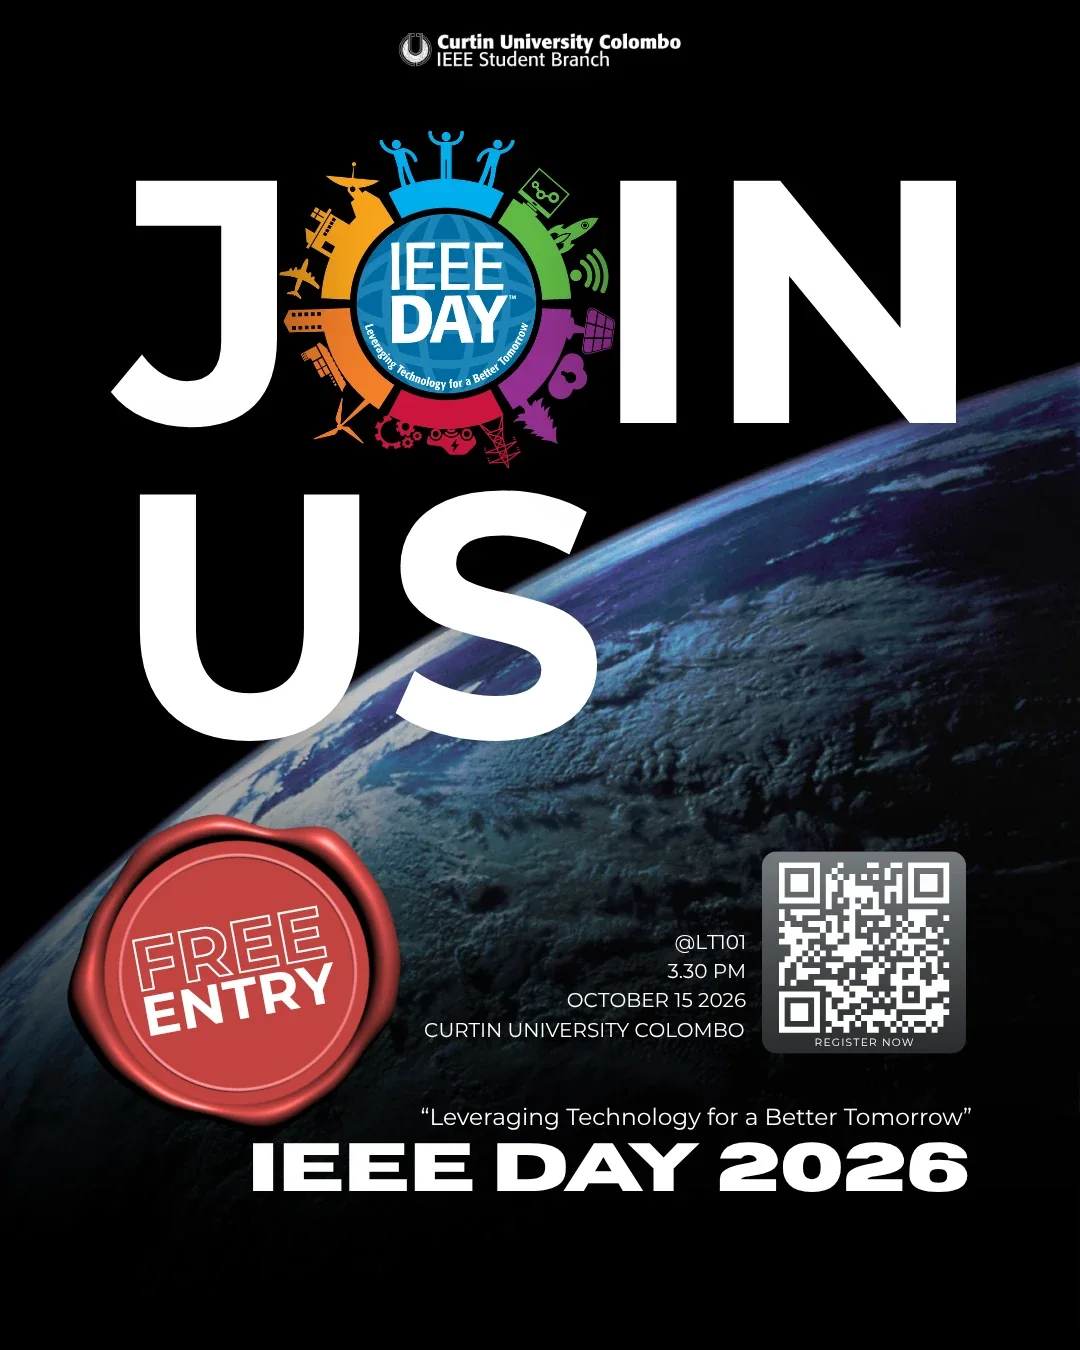 Curtin University Colombo
IEEE Student Branch
JOIN
IEEE
DAY™
Leveraging Technology for a Better Tomorrow
US
FREE
ENTRY
@LT101
3.30 PM
OCTOBER 15 2026
CURTIN UNIVERSITY COLOMBO
REGISTER NOW
“Leveraging Technology for a Better Tomorrow”
IEEE DAY 2026